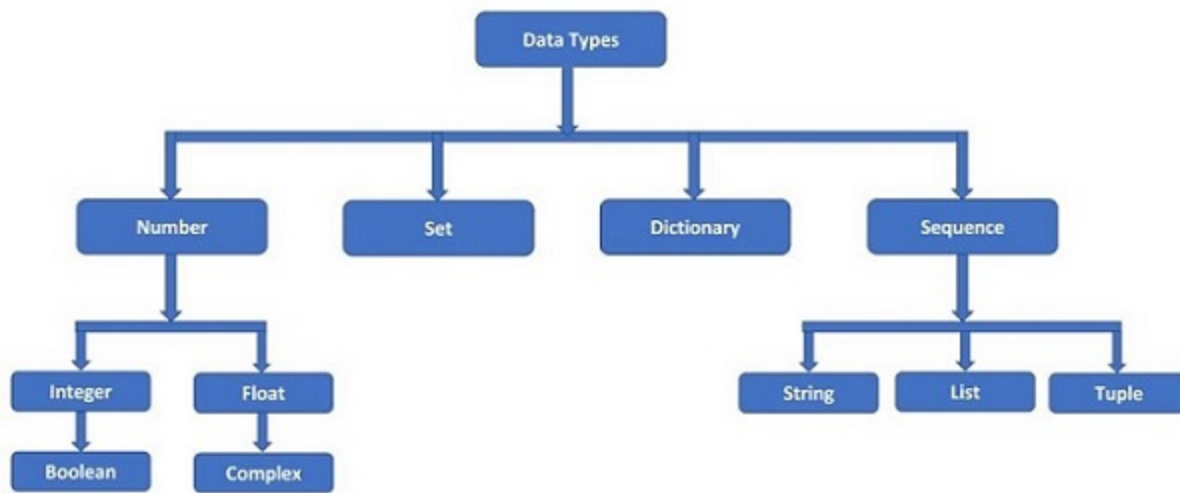 Data Types
Number
Set
Dictionary
Sequence
Integer
Float
String
List
Tuple
Boolean
Complex